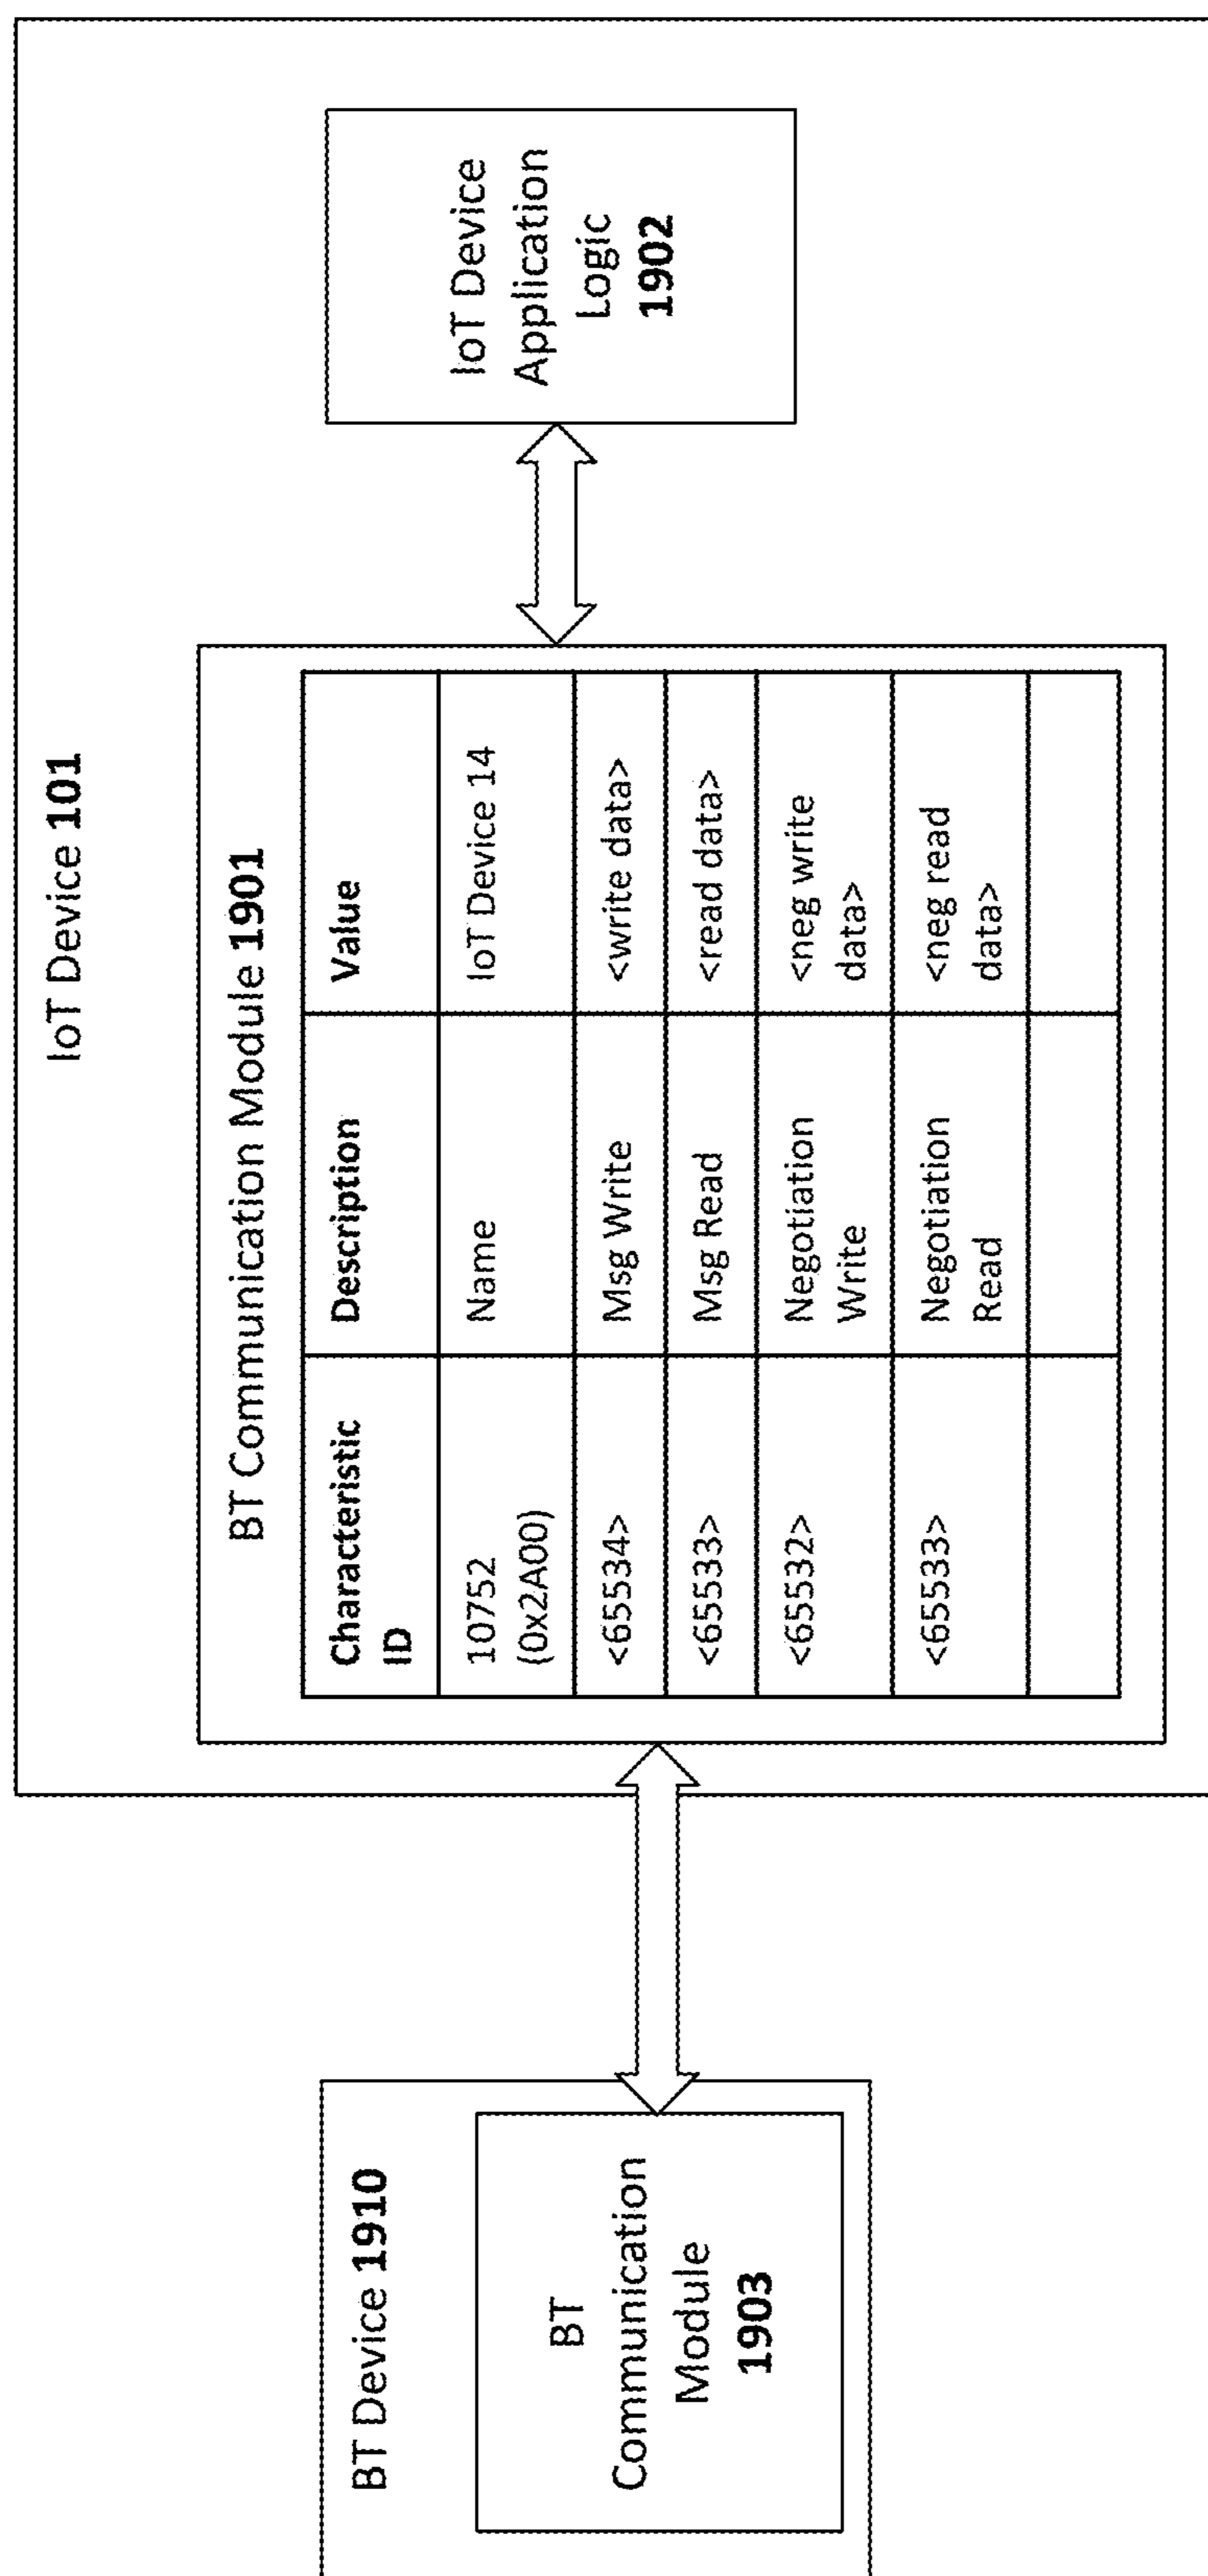 IoT Device 101
BT Communication Module 1901
Characteristic
ID
Description
Value
10752
(0x2A00)
Name
IoT Device 14
<65534>
Msg Write
<write data>
<65533>
Msg Read
<read data>
<65532>
Negotiation
Write
<neg write
data>
<65533>
Negotiation
Read
<neg read
data>
IoT Device
Application
Logic
1902
BT Device 1910
BT
Communication
Module
1903